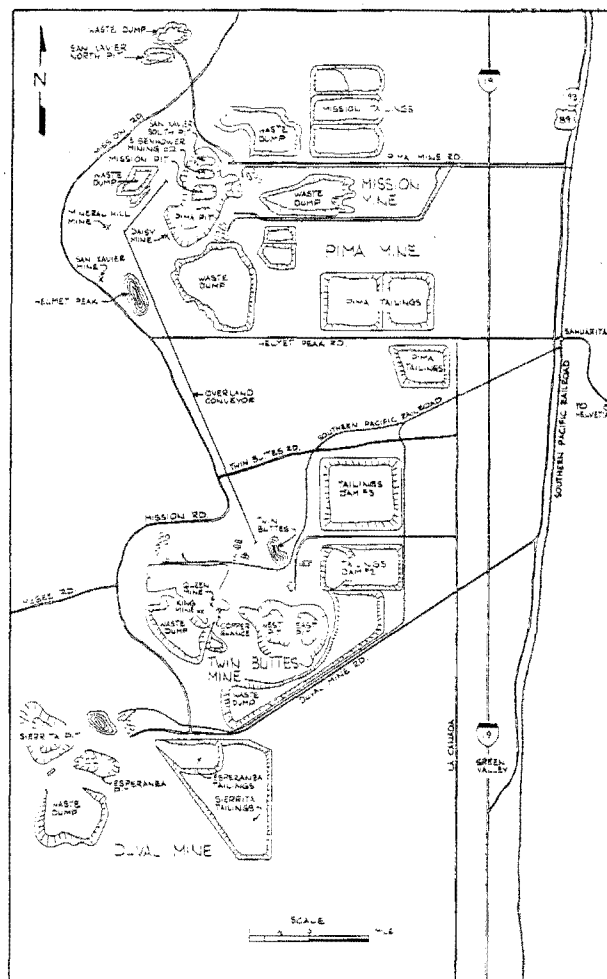 WASTE DUMP
SAN XAVIER
NORTH PIT
N
MISSION RD.
19
93
89
MISSION TAILINGS
SAN XAVIER
SOUTH PIT
EISENHOWER
MINING CO.
MISSION PIT
WASTE
DUMP
PIMA MINE RD.
WASTE
DUMP
MISSION
MINE
WASTE
DUMP
MINERAL HILL
MINE
DAISY
MINE
PIMA PIT
PIMA MINE
SAN XAVIER
MINE
HELMET PEAK
WASTE
DUMP
PIMA TAILINGS
SAHUARITA
HELMET PEAK RD.
PIMA
TAILINGS
TO
HELVETIA
OVERLAND
CONVEYOR
SOUTHERN PACIFIC RAILROAD
SOUTHERN PACIFIC RAILROAD
TWIN BUTTES RD.
TAILINGS
DAM #3
MISSION RD.
TWIN
BUTTES
TAILINGS
DAM #2
QUEEN
MINE
KING
MINE
COPPER
GLANCE
WASTE
DUMP
WEST
PIT
EAST
PIT
TWIN BUTTES
MINE
WASTE
DUMP
DUVAL MINE RD.
SIERRITA PIT
19
LA CANADA
GREEN
VALLEY
ESPERANZA
PIT
ESPERANZA
TAILINGS
SIERRITA
TAILINGS
WASTE
DUMP
DUVAL MINE
SCALE
MILE